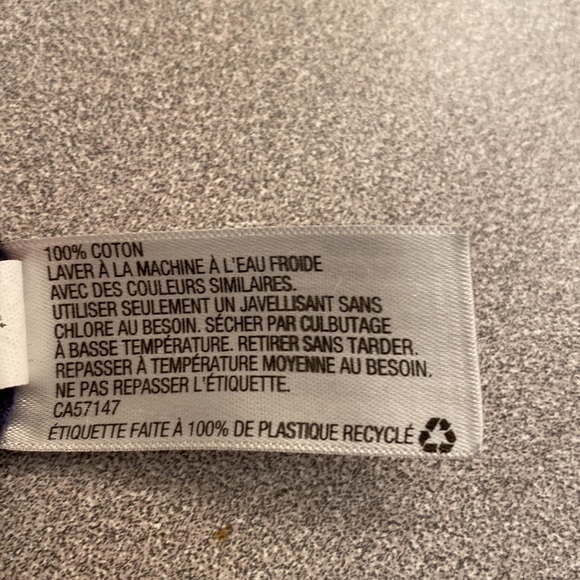 100% COTON
LAVER À LA MACHINE À L'EAU FROIDE
AVEC DES COULEURS SIMILAIRES.
UTILISER SEULEMENT UN JAVELLISANT SANS
CHLORE AU BESOIN. SÉCHER PAR CULBUTAGE
À BASSE TEMPÉRATURE. RETIRER SANS TARDER.
REPASSER À TEMPÉRATURE MOYENNE AU BESOIN.
NE PAS REPASSER L'ÉTIQUETTE.
CA57147
ÉTIQUETTE FAITE À 100% DE PLASTIQUE RECYCLÉ